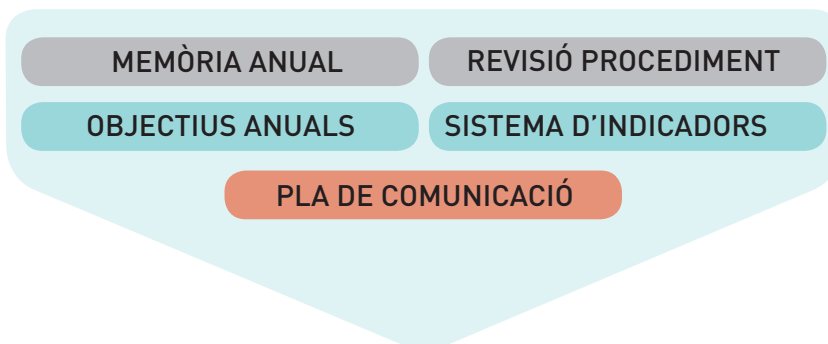 MEMÒRIA ANUAL
REVISIÓ PROCEDIMENT
OBJECTIUS ANUALS
SISTEMA D’INDICADORS
PLA DE COMUNICACIÓ